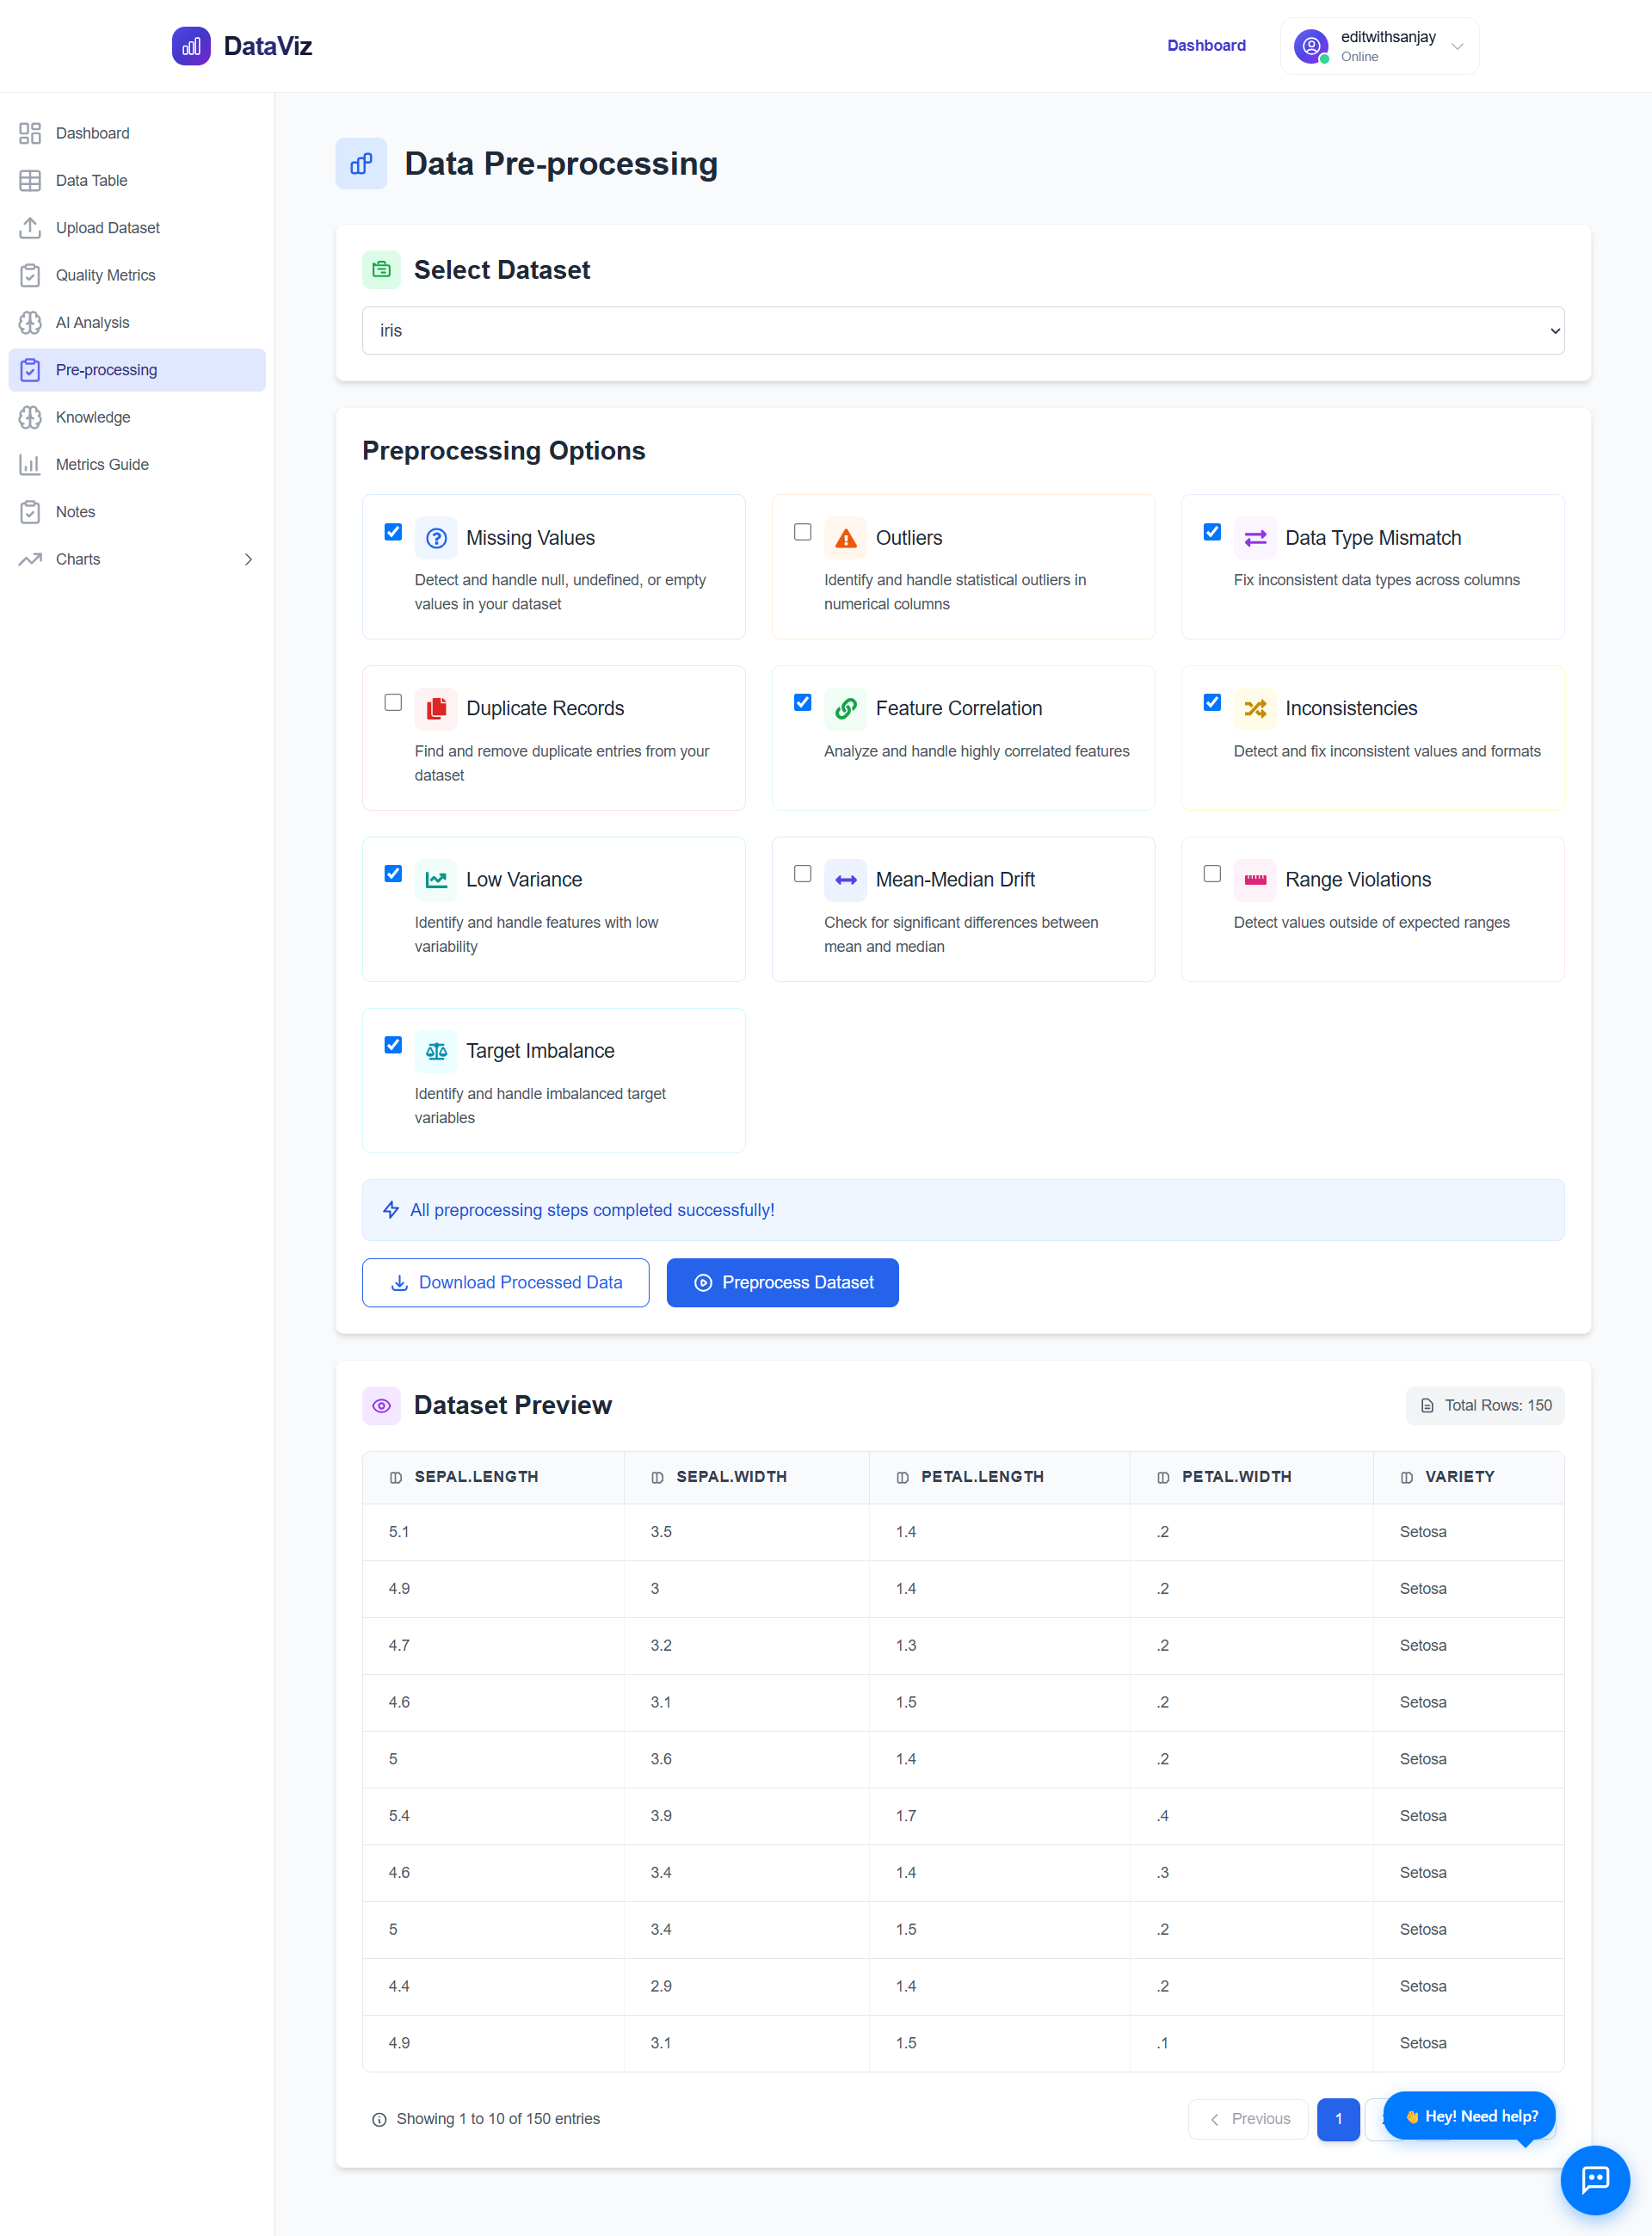 DataViz
Dashboard
editwithsanjay
Online
Dashboard
Data Table
Upload Dataset
Quality Metrics
AI Analysis
Pre-processing
Knowledge
Metrics Guide
Notes
Charts
Data Pre-processing
Select Dataset
iris
Preprocessing Options
Missing Values
Detect and handle null, undefined, or empty
values in your dataset
Outliers
Identify and handle statistical outliers in
numerical columns
Data Type Mismatch
Fix inconsistent data types across columns
Duplicate Records
Find and remove duplicate entries from your
dataset
Feature Correlation
Analyze and handle highly correlated features
Inconsistencies
Detect and fix inconsistent values and formats
Low Variance
Identify and handle features with low
variability
Mean-Median Drift
Check for significant differences between
mean and median
Range Violations
Detect values outside of expected ranges
Target Imbalance
Identify and handle imbalanced target
variables
All preprocessing steps completed successfully!
Download Processed Data
Preprocess Dataset
Dataset Preview
Total Rows: 150
SEPAL.LENGTH SEPAL.WIDTH PETAL.LENGTH PETAL.WIDTH VARIETY
5.1 3.5 1.4 .2 Setosa
4.9 3 1.4 .2 Setosa
4.7 3.2 1.3 .2 Setosa
4.6 3.1 1.5 .2 Setosa
5 3.6 1.4 .2 Setosa
5.4 3.9 1.7 .4 Setosa
4.6 3.4 1.4 .3 Setosa
5 3.4 1.5 .2 Setosa
4.4 2.9 1.4 .2 Setosa
4.9 3.1 1.5 .1 Setosa
Showing 1 to 10 of 150 entries
Previous
1
👋 Hey! Need help?